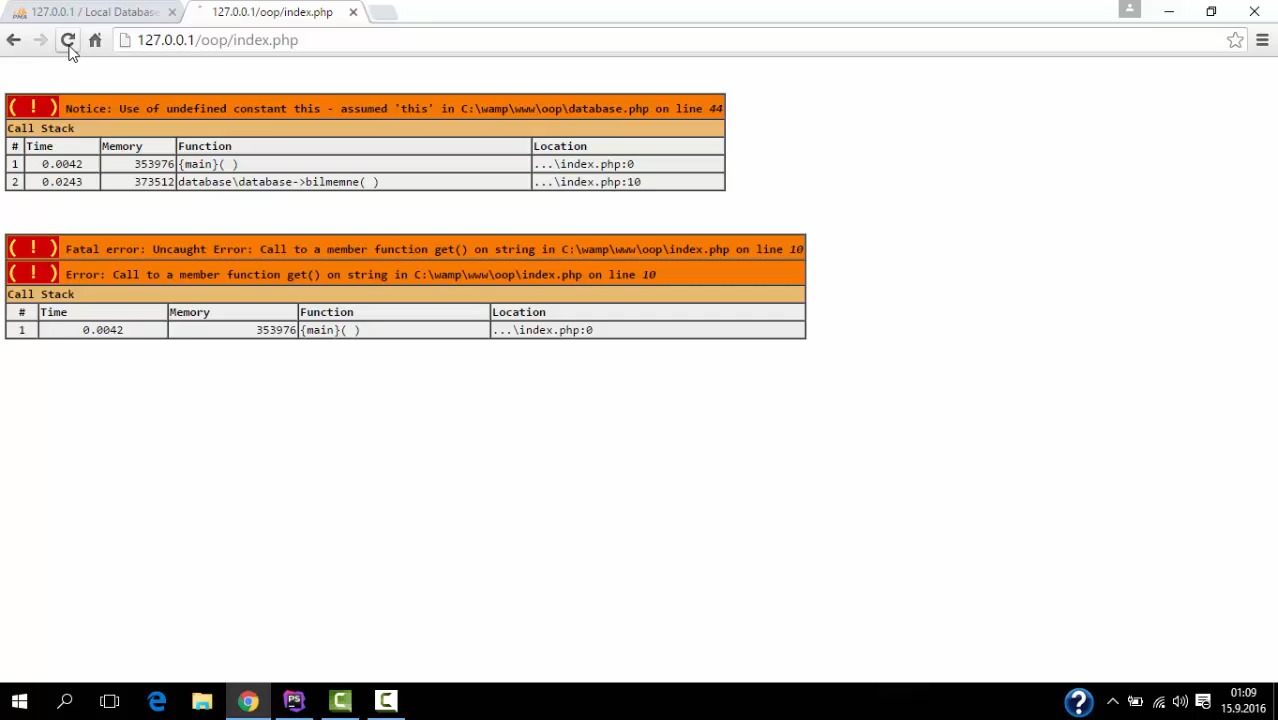 127.0.0.1 / Local Database
127.0.0.1/oop/index.php
127.0.0.1/oop/index.php
( ! ) Notice: Use of undefined constant this - assumed 'this' in C:\wamp\www\oop\database.php on line 44
Call Stack
# Time Memory Function Location
1 0.0042 353976 {main}( ) ...\index.php:0
2 0.0243 373512 database\database->bilmemne( ) ...\index.php:10
( ! ) Fatal error: Uncaught Error: Call to a member function get() on string in C:\wamp\www\oop\index.php on line 10
( ! ) Error: Call to a member function get() on string in C:\wamp\www\oop\index.php on line 10
Call Stack
# Time Memory Function Location
1 0.0042 353976 {main}( ) ...\index.php:0
PS
01:09
15.9.2016